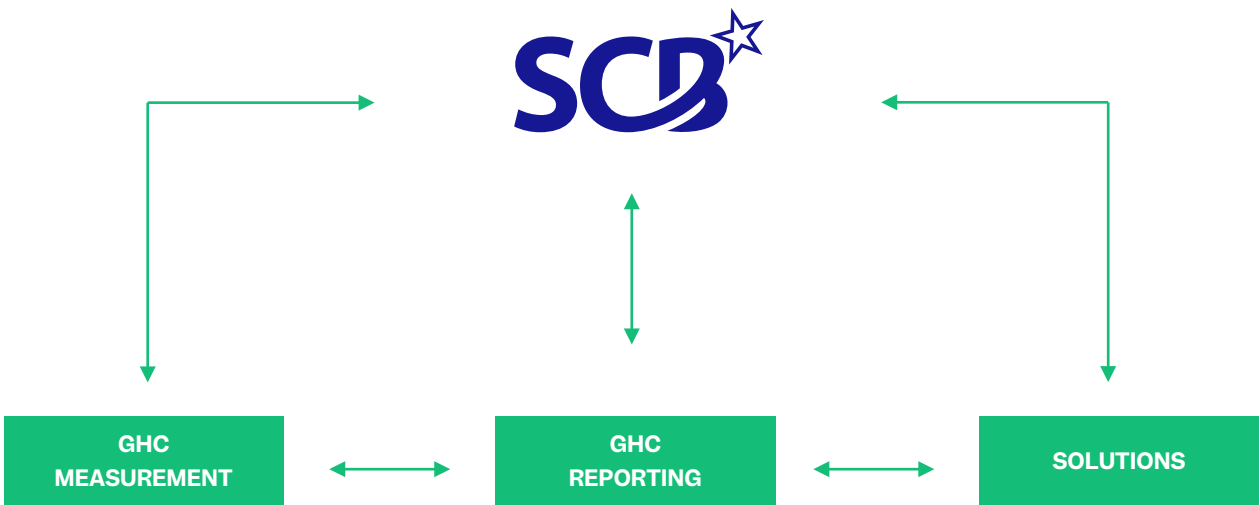 SCB
GHC
MEASUREMENT
GHC
REPORTING
SOLUTIONS